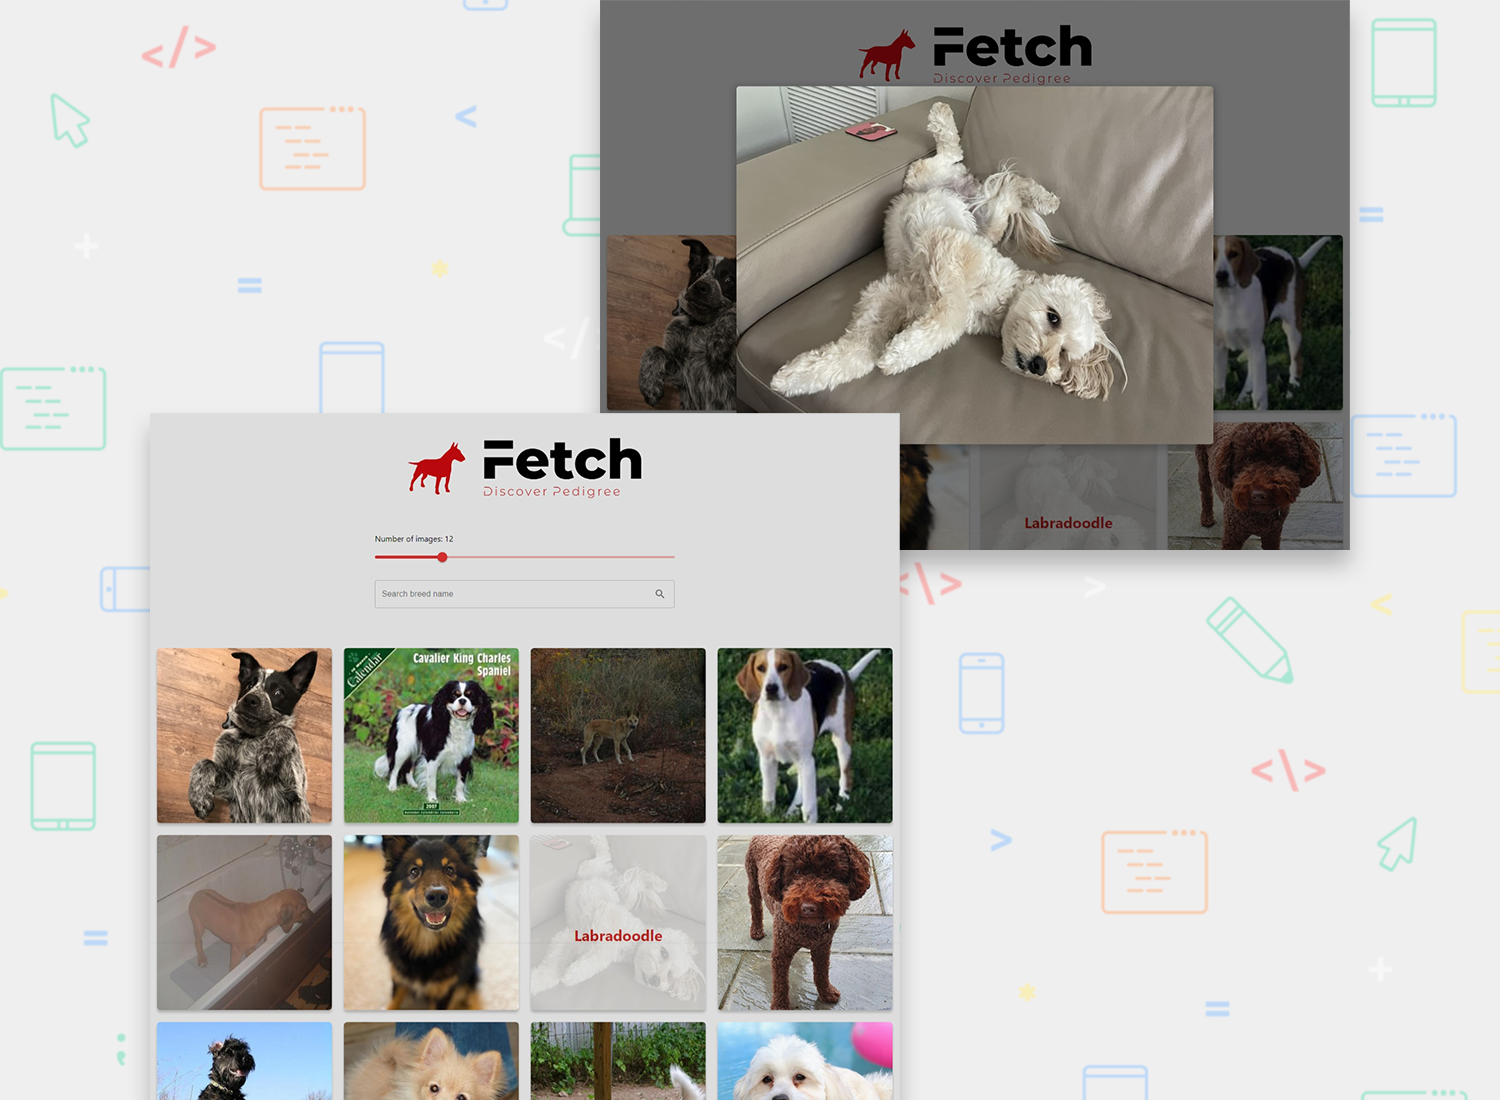 Fetch
Discover Pedigree
Labradoodle
Fetch
Discover Pedigree
Number of images: 12
Search breed name
Calendar
Cavalier King Charles
Spaniel
2007
Labradoodle